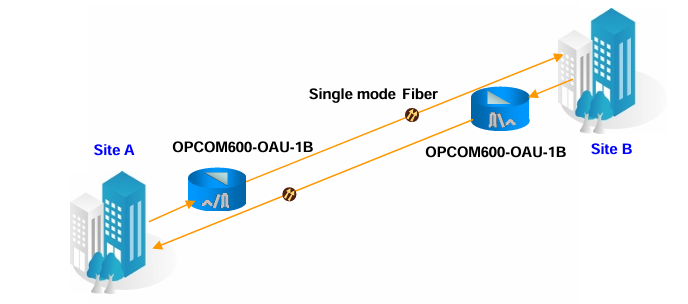 Single mode Fiber
OPCOM600-OAU-1B
Site A
OPCOM600-OAU-1B
Site B